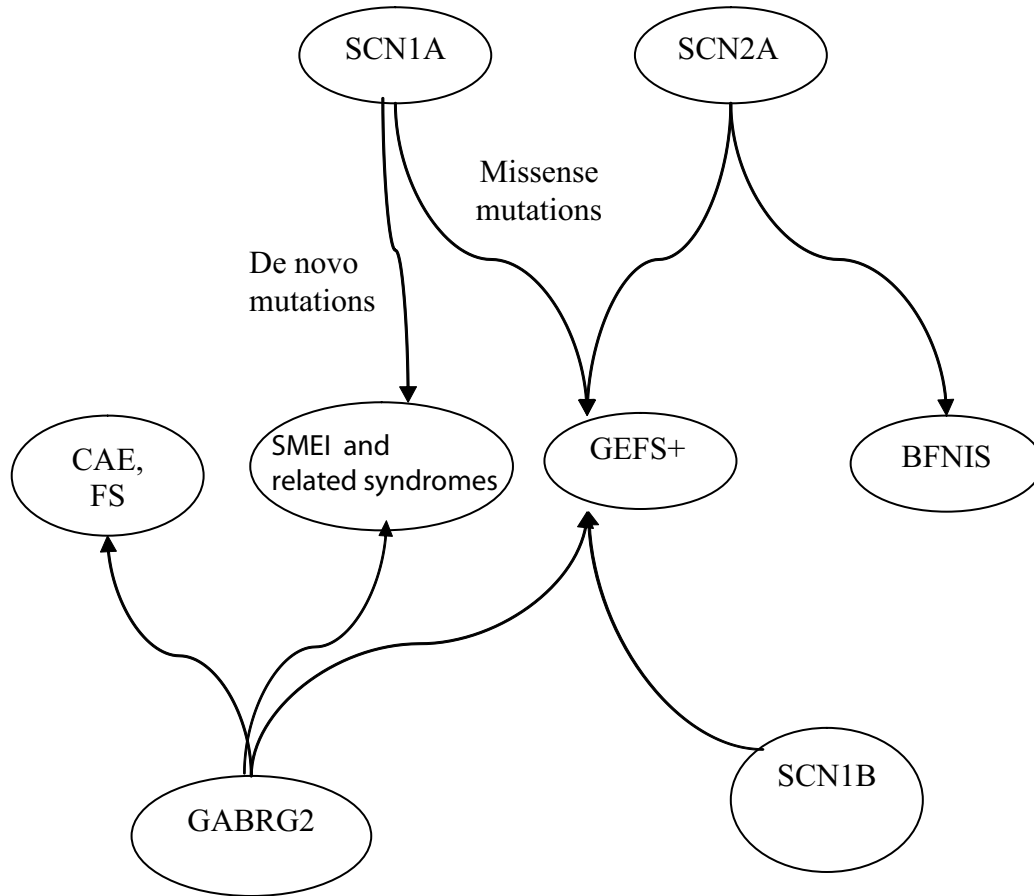 SCN1A
SCN2A
Missense
mutations
De novo
mutations
CAE,
FS
SMEI and
related syndromes
GEFS+
BFNIS
GABRG2
SCN1B